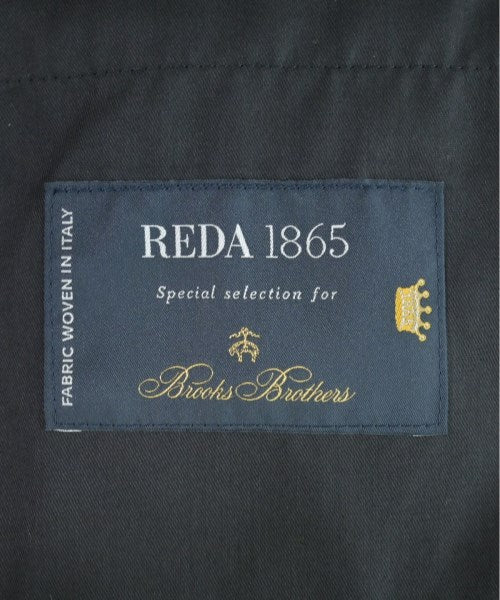 FABRIC WOVEN IN ITALY
REDA 1865
Special selection for
Brooks Brothers